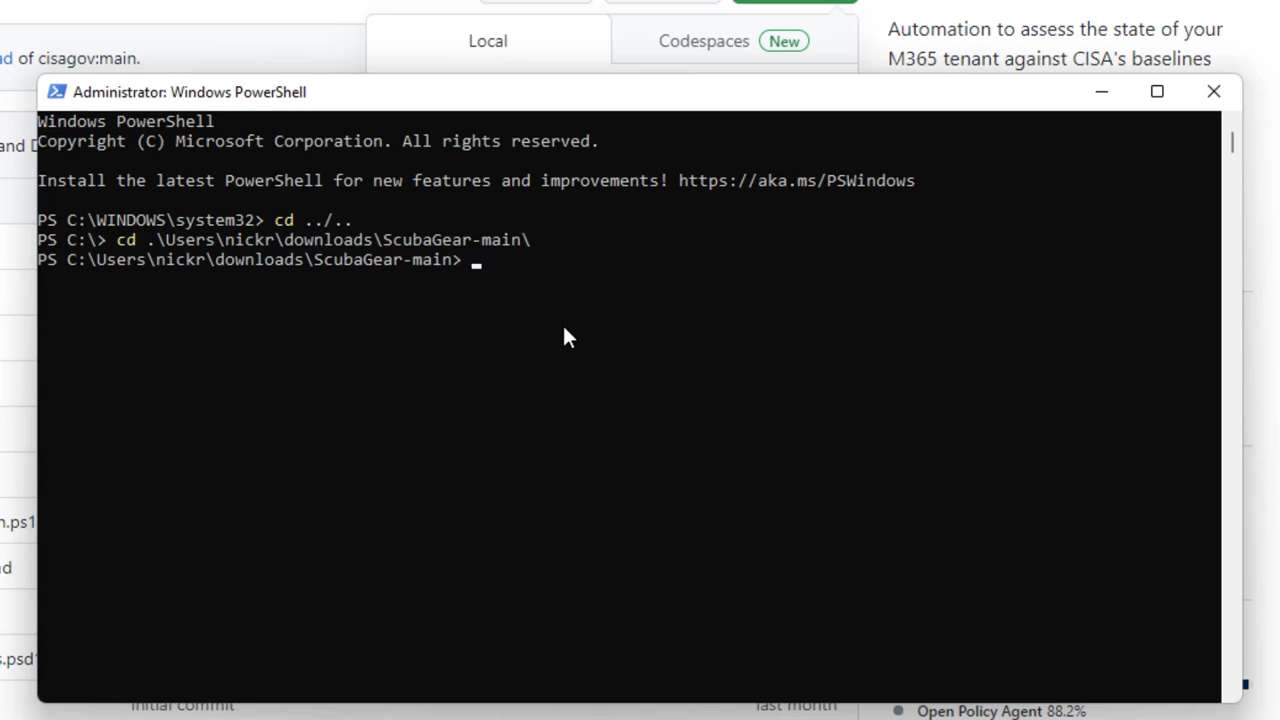 Local
Codespaces New
Automation to assess the state of your
ad of cisagov:main.
M365 tenant against CISA's baselines
Administrator: Windows PowerShell
Windows PowerShell
Copyright (C) Microsoft Corporation. All rights reserved.
and D
Install the latest PowerShell for new features and improvements! https://aka.ms/PSWindows
PS C:\WINDOWS\system32> cd ../..
PS C:\> cd .\Users\nickr\downloads\ScubaGear-main\
PS C:\Users\nickr\downloads\ScubaGear-main>
n.ps1
nd
s.psd1
Initial commit
last month
Open Policy Agent 88.2%